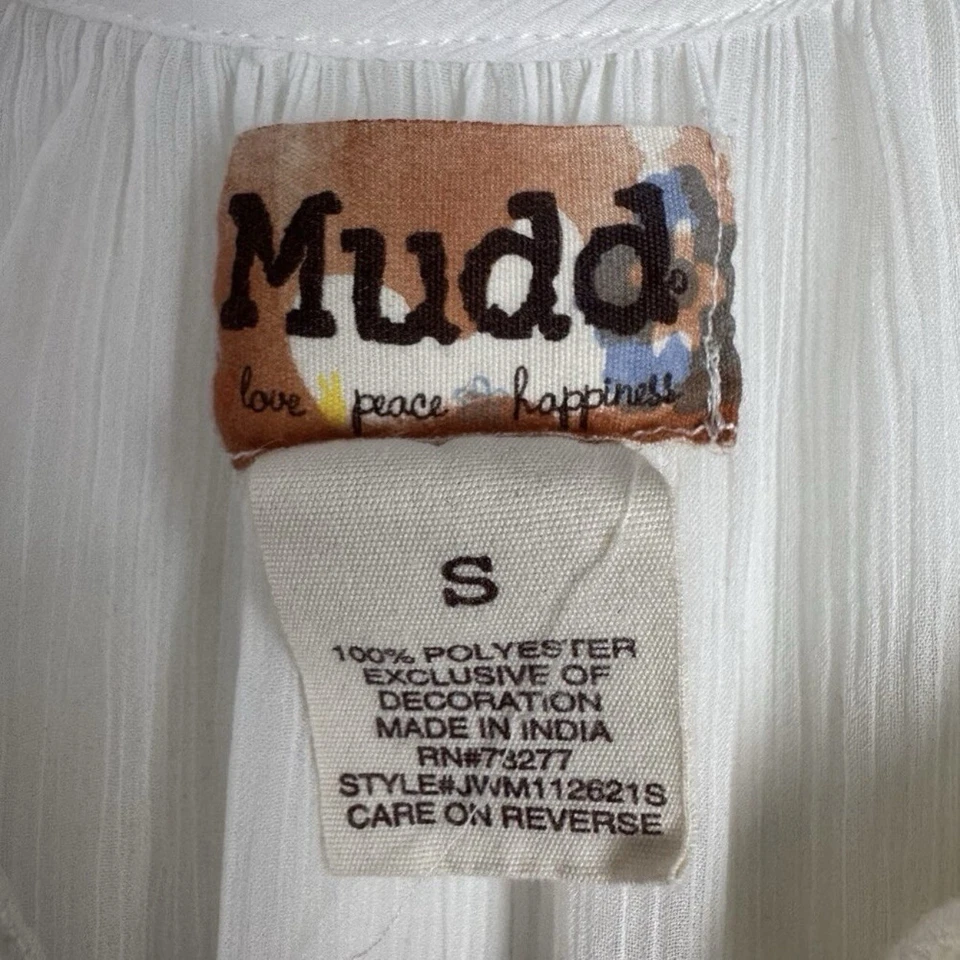 Mudd®
love peace happiness
S
100% POLYESTER
EXCLUSIVE OF
DECORATION
MADE IN INDIA
RN#73277
STYLE#JWM112621S
CARE ON REVERSE